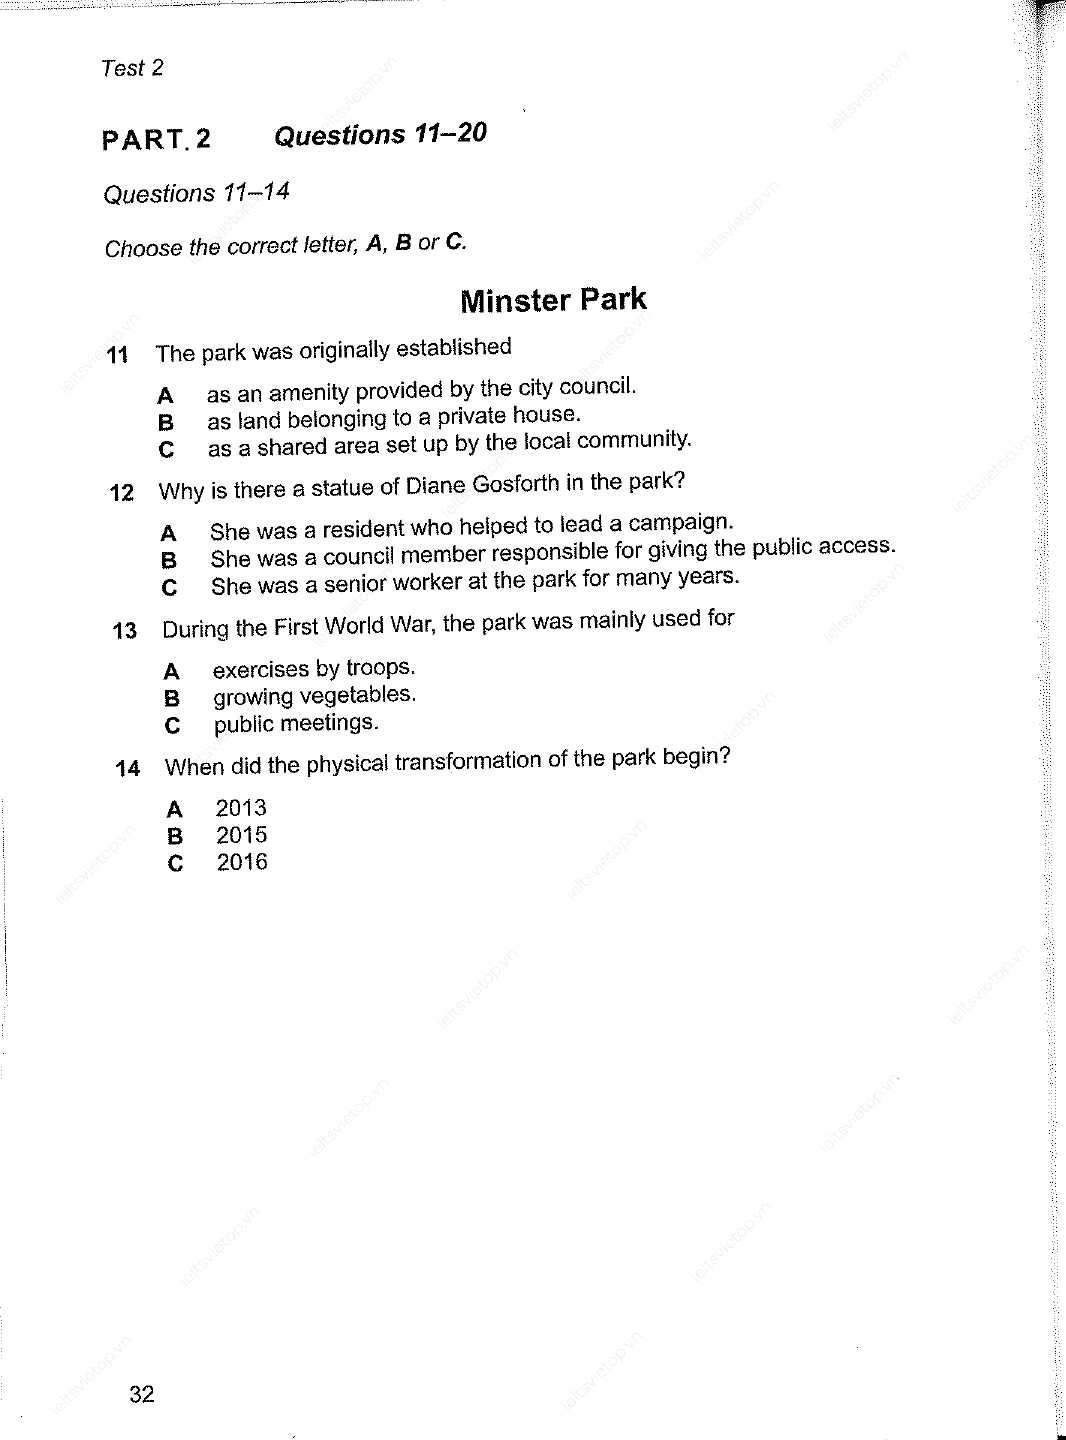 Test 2
PART. 2 Questions 11–20
Questions 11–14
Choose the correct letter, A, B or C.
Minster Park
11 The park was originally established
A as an amenity provided by the city council.
B as land belonging to a private house.
C as a shared area set up by the local community.
12 Why is there a statue of Diane Gosforth in the park?
A She was a resident who helped to lead a campaign.
B She was a council member responsible for giving the public access.
C She was a senior worker at the park for many years.
13 During the First World War, the park was mainly used for
A exercises by troops.
B growing vegetables.
C public meetings.
14 When did the physical transformation of the park begin?
A 2013
B 2015
C 2016
32
ieltsvietop.vn